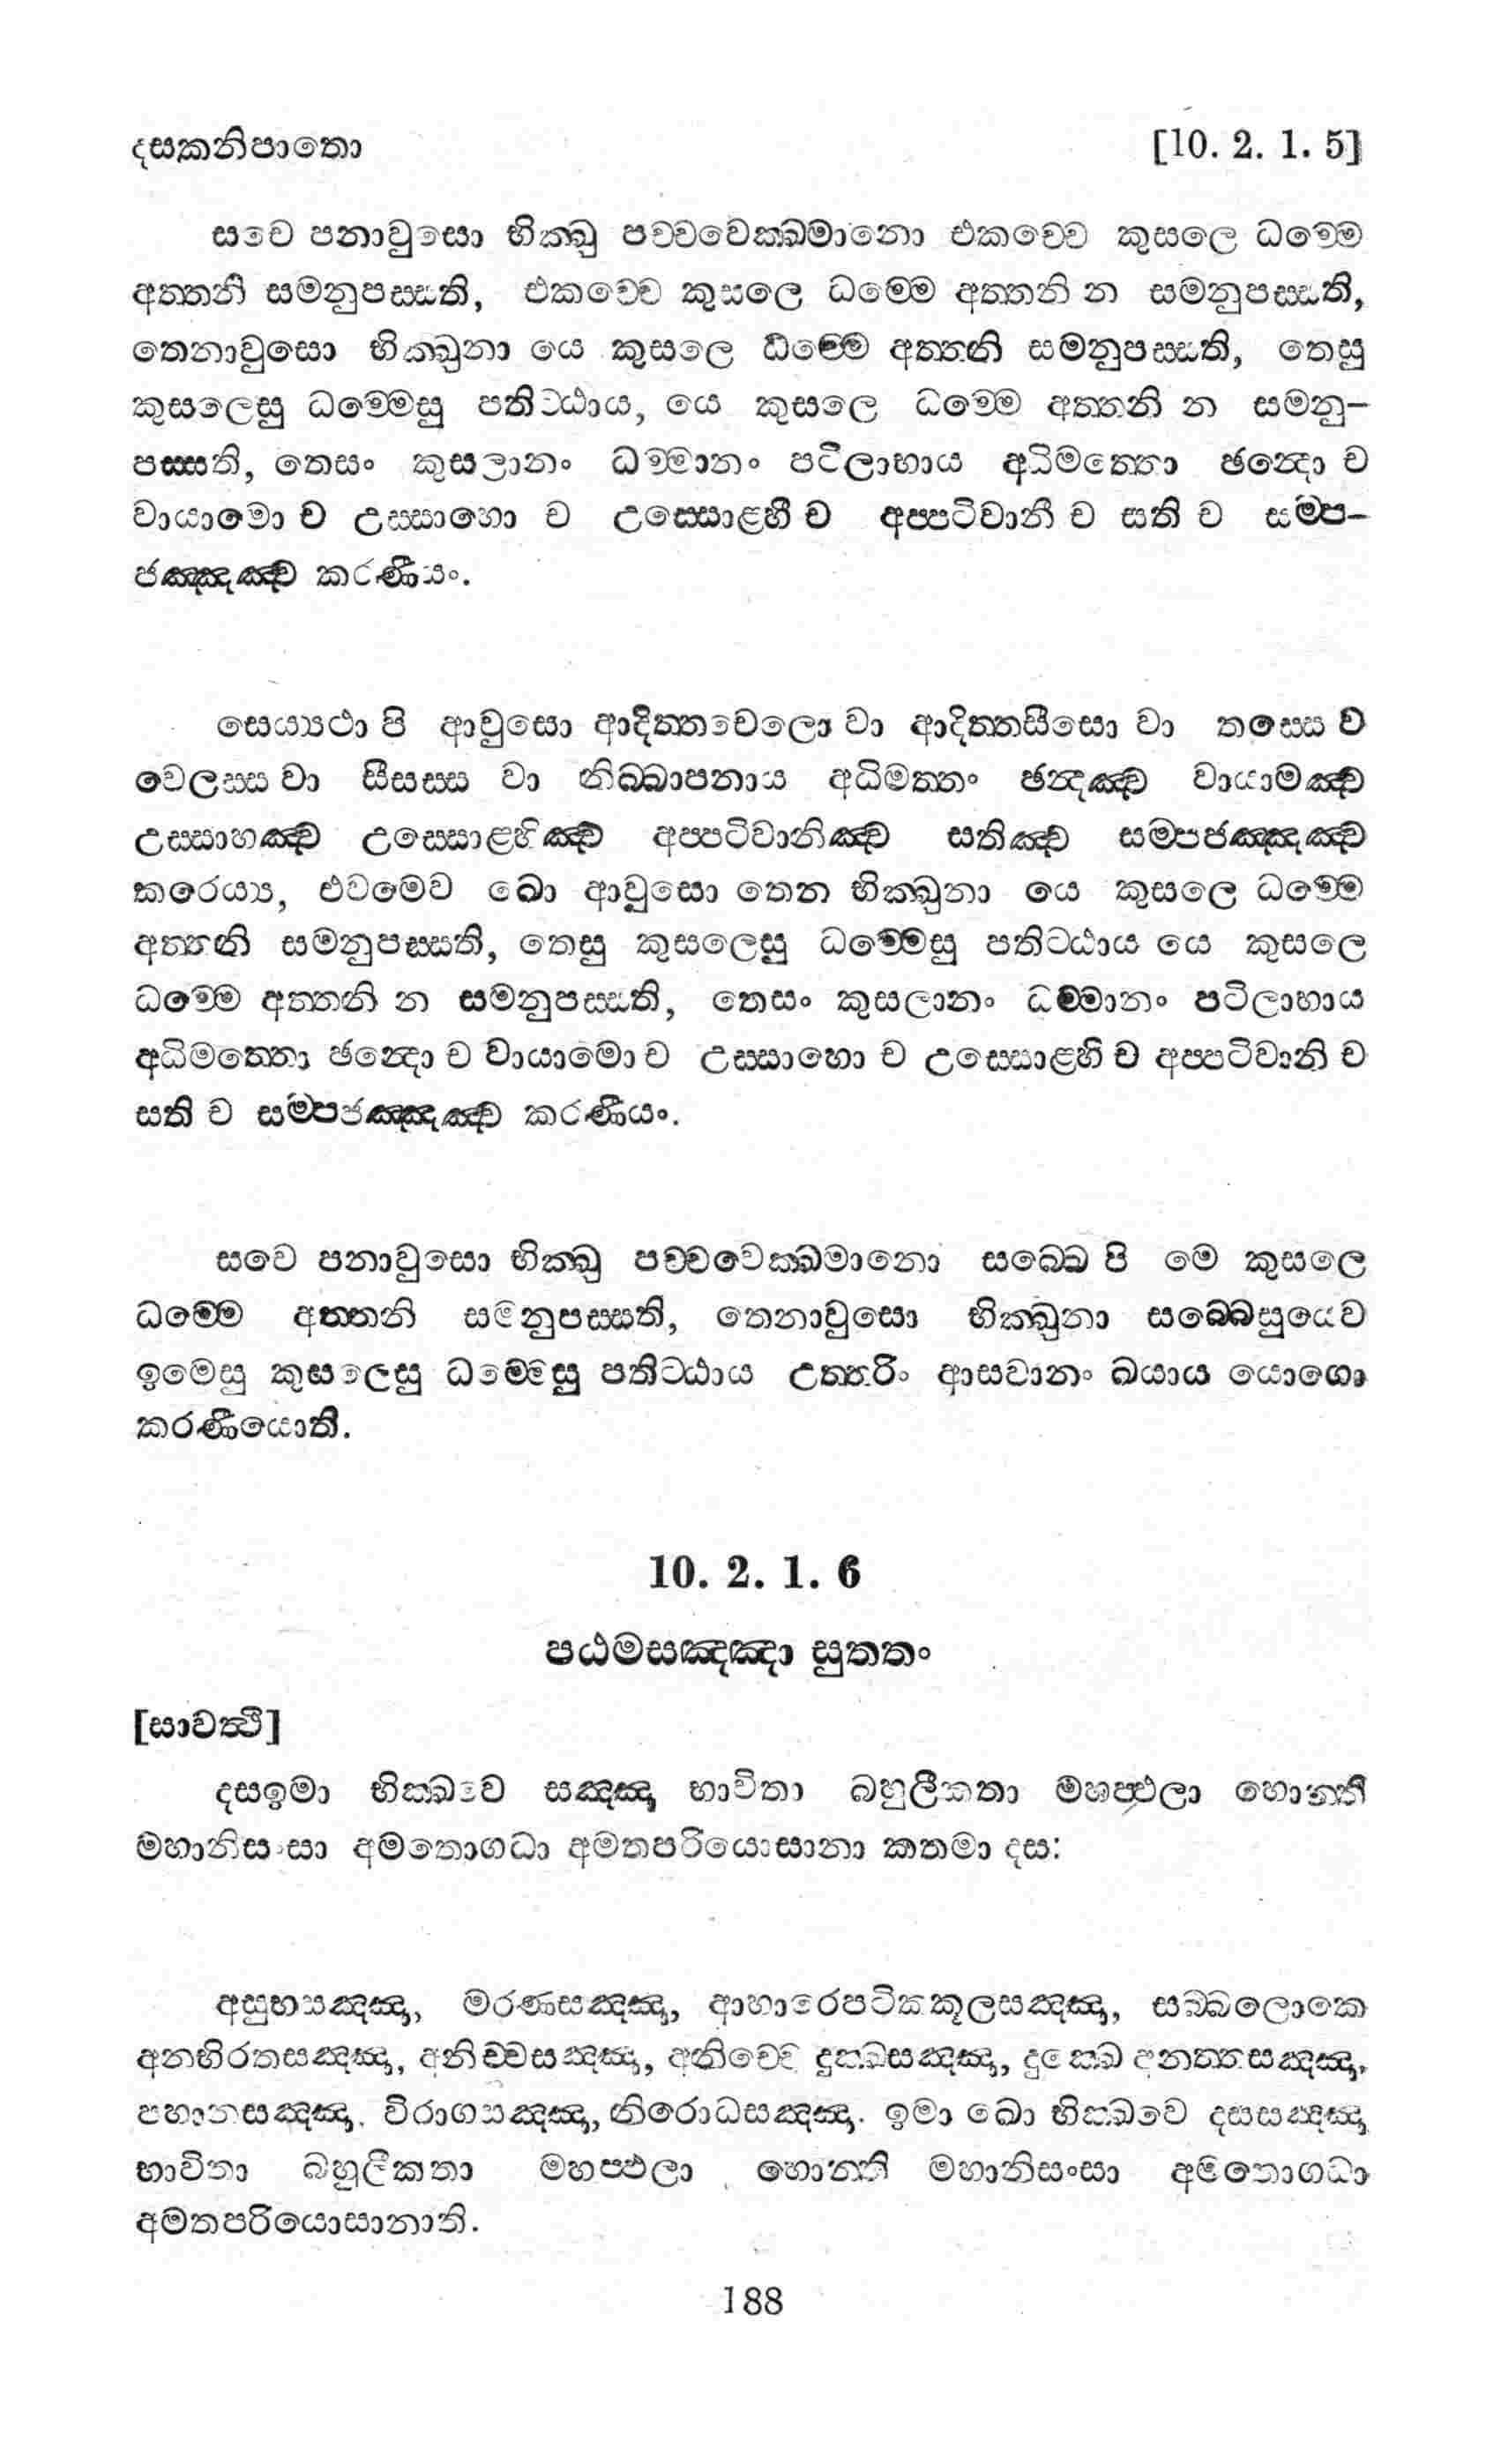 දසකනිපාතො [10. 2. 1. 5]
සචෙ පනාවුසො භික්ඛු පච්චවෙක්ඛමානො එකච්චෙ කුසලෙ ධම්මෙ
අත්තනි සමනුපස්සති, එකච්චෙ කුසලෙ ධම්මෙ අත්තනි න සමනුපස්සති,
තෙනාවුසො භික්ඛුනා යෙ කුසලෙ ධම්මෙ අත්තනි සමනුපස්සති, තෙසු
කුසලෙසු ධම්මෙසු පතිට්ඨාය, යෙ කුසලෙ ධම්මෙ අත්තනි න සමනු–
පස්සති, තෙසං කුසලානං ධම්මානං පටිලාභාය අධිමත්තො ඡන්දො ච
වායාමො ච උස්සාහො ච උස්සොළ්හී ච අප්පටිවානී ච සති ච සම්ප–
ජඤ්ඤඤ්ච කරණීයං.
සෙය්‍යථා පි ආවුසො ආදිත්තචෙලො වා ආදිත්තසීසො වා තස්සෙ ව
චෙලස්ස වා සීසස්ස වා නිබ්බාපනාය අධිමත්තං ඡන්දඤ්ච වායාමඤ්ච
උස්සාහඤ්ච උස්සොළ්හිඤ්ච අප්පටිවානිඤ්ච සතිඤ්ච සම්පජඤ්ඤඤ්ච
කරෙය්‍ය, එවමෙව ඛො ආවුසො තෙන භික්ඛුනා යෙ කුසලෙ ධම්මෙ
අත්තනි සමනුපස්සති, තෙසු කුසලෙසු ධම්මෙසු පතිට්ඨාය යෙ කුසලෙ
ධම්මෙ අත්තනි න සමනුපස්සති, තෙසං කුසලානං ධම්මානං පටිලාභාය
අධිමත්තො ඡන්දො ච වායාමො ච උස්සාහො ච උස්සොළ්හි ච අප්පටිවානි ච
සති ච සම්පජඤ්ඤඤ්ච කරණීයං.
සචෙ පනාවුසො භික්ඛු පච්චවෙක්ඛමානො සබ්බෙ පි මෙ කුසලෙ
ධම්මෙ අත්තනි සමනුපස්සති, තෙනාවුසො භික්ඛුනා සබ්බෙසුයෙව
ඉමෙසු කුසලෙසු ධම්මෙසු පතිට්ඨාය උත්තරිං ආසවානං ඛයාය යොගො
කරණීයොති.
10. 2. 1. 6
පඨමසඤ්ඤා සුත්තං
[සාවත්ථි]
දසඉමා භික්ඛවෙ සඤ්ඤා භාවිතා බහුලීකතා මහප්ඵලා හොන්ති
මහානිසංසා අමතොගධා අමතපරියොසානා කතමා දස:
අසුභසඤ්ඤා, මරණසඤ්ඤා, ආහාරෙපටික්කූලසඤ්ඤා, සබ්බලොකෙ
අනභිරතසඤ්ඤා, අනිච්චසඤ්ඤා, අනිච්චෙ දුක්ඛසඤ්ඤා, දුක්ඛෙ අනත්තසඤ්ඤා,
පහානසඤ්ඤා, විරාගසඤ්ඤා, නිරොධසඤ්ඤා. ඉමා ඛො භික්ඛවෙ දසසඤ්ඤා
භාවිතා බහුලීකතා මහප්ඵලා හොන්ති මහානිසංසා අමතොගධා
අමතපරියොසානාති.
188